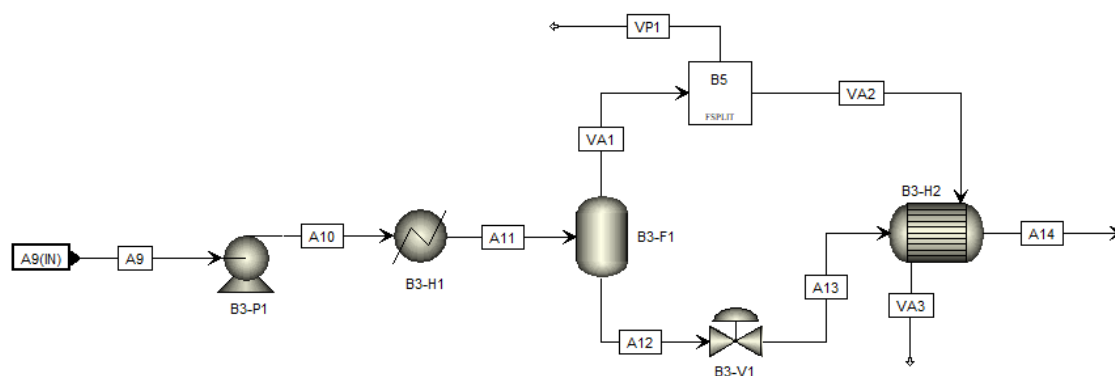 VP1
B5
FSPLIT
VA2
VA1
B3-H2
A10
A11
B3-F1
A14
A9(IN)
A9
B3-H1
A13
B3-P1
VA3
A12
B3-V1